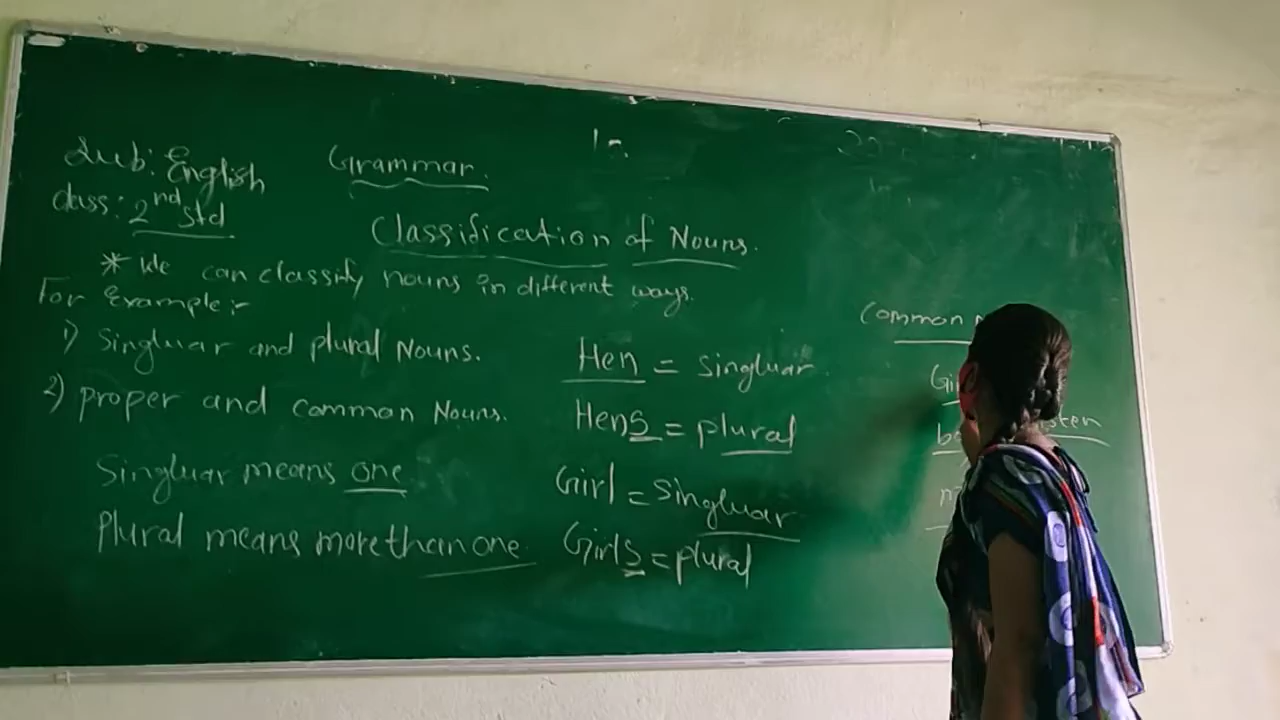 Sub: English
Class: 2nd std
Grammar.
Classification of Nouns.
* We can classify nouns in different ways.
For Example:-
1) Singluar and plural Nouns.
2) proper and common Nouns.
Singluar means one
Plural means more than one
Hen = singluar
Hens = plural
Girl = singluar
Girls = plural
Common